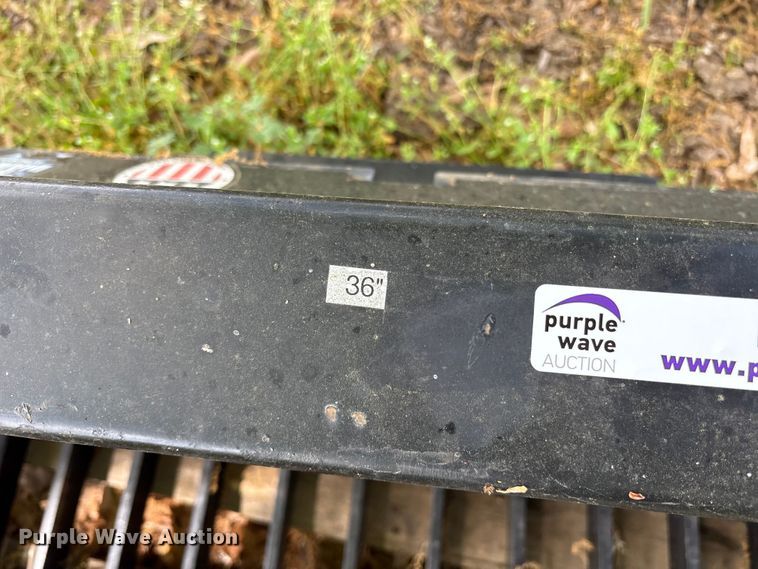 36"
purple
wave
AUCTION
www.p
Purple Wave Auction®